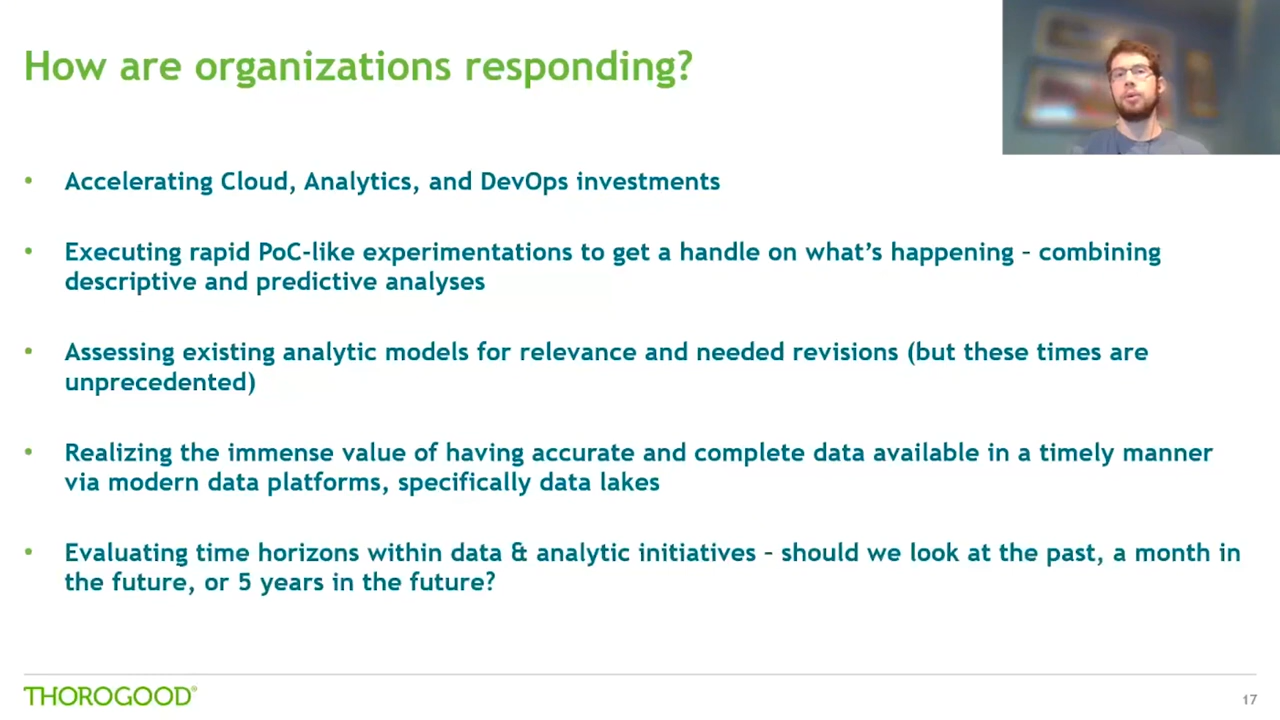 How are organizations responding?
• Accelerating Cloud, Analytics, and DevOps investments
• Executing rapid PoC-like experimentations to get a handle on what's happening – combining
descriptive and predictive analyses
• Assessing existing analytic models for relevance and needed revisions (but these times are
unprecedented)
• Realizing the immense value of having accurate and complete data available in a timely manner
via modern data platforms, specifically data lakes
• Evaluating time horizons within data & analytic initiatives – should we look at the past, a month in
the future, or 5 years in the future?
THOROGOOD®
17